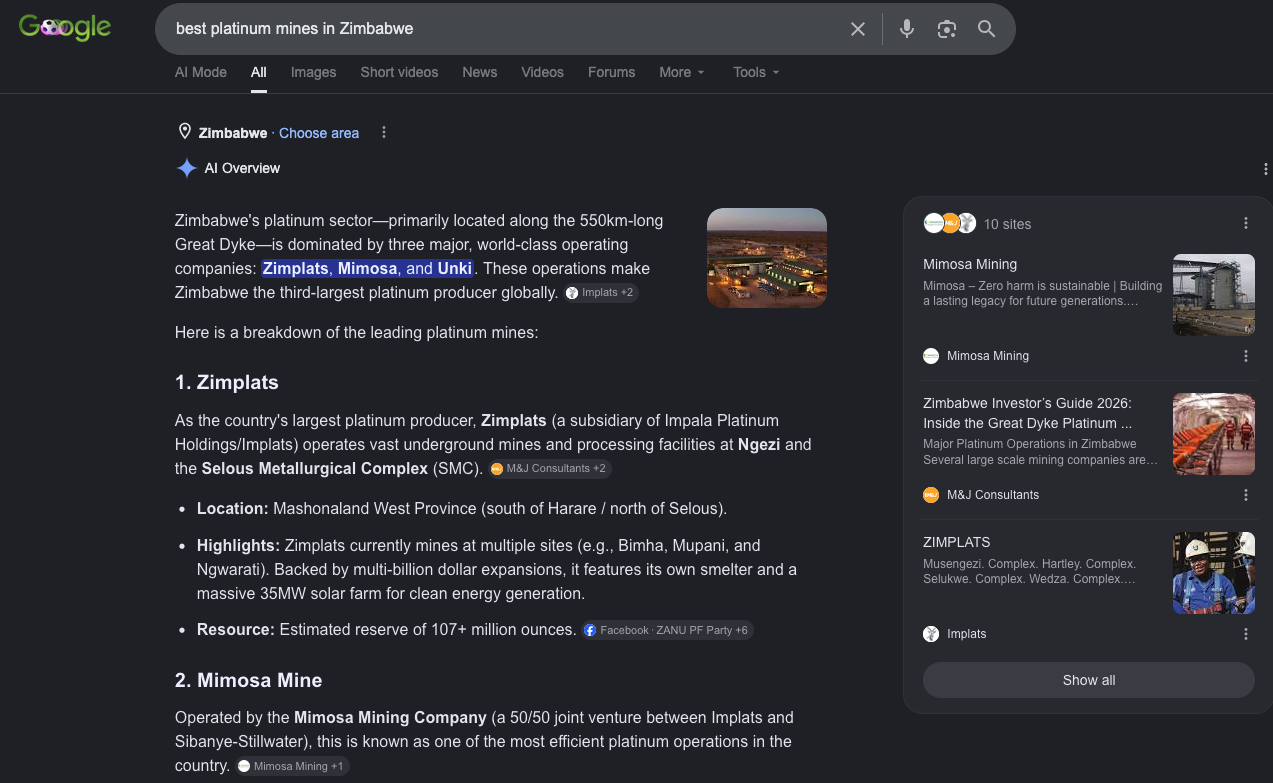 Google
best platinum mines in Zimbabwe
AI Mode All Images Short videos News Videos Forums More Tools
Zimbabwe · Choose area
AI Overview
Zimbabwe's platinum sector—primarily located along the 550km-long
Great Dyke—is dominated by three major, world-class operating
companies: Zimplats, Mimosa, and Unki. These operations make
Zimbabwe the third-largest platinum producer globally. Implats +2
Here is a breakdown of the leading platinum mines:
1. Zimplats
As the country's largest platinum producer, Zimplats (a subsidiary of Impala Platinum
Holdings/Implats) operates vast underground mines and processing facilities at Ngezi and
the Selous Metallurgical Complex (SMC). M&J Consultants +2
• Location: Mashonaland West Province (south of Harare / north of Selous).
• Highlights: Zimplats currently mines at multiple sites (e.g., Bimha, Mupani, and
Ngwarati). Backed by multi-billion dollar expansions, it features its own smelter and a
massive 35MW solar farm for clean energy generation.
• Resource: Estimated reserve of 107+ million ounces. Facebook · ZANU PF Party +6
2. Mimosa Mine
Operated by the Mimosa Mining Company (a 50/50 joint venture between Implats and
Sibanye-Stillwater), this is known as one of the most efficient platinum operations in the
country. Mimosa Mining +1
10 sites
Mimosa Mining
Mimosa – Zero harm is sustainable | Building
a lasting legacy for future generations.…
Mimosa Mining
Zimbabwe Investor's Guide 2026:
Inside the Great Dyke Platinum ...
Major Platinum Operations in Zimbabwe
Several large scale mining companies are…
M&J Consultants
ZIMPLATS
Musengezi. Complex. Hartley. Complex.
Selukwe. Complex. Wedza. Complex.…
Implats
Show all